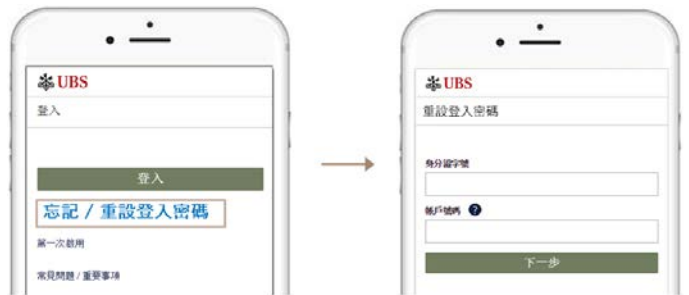 UBS
登入
登入
忘記 / 重設登入密碼
第一次啟用
常見問題 / 重要事項
UBS
重設登入密碼
身分證字號
帳戶號碼 ?
下一步